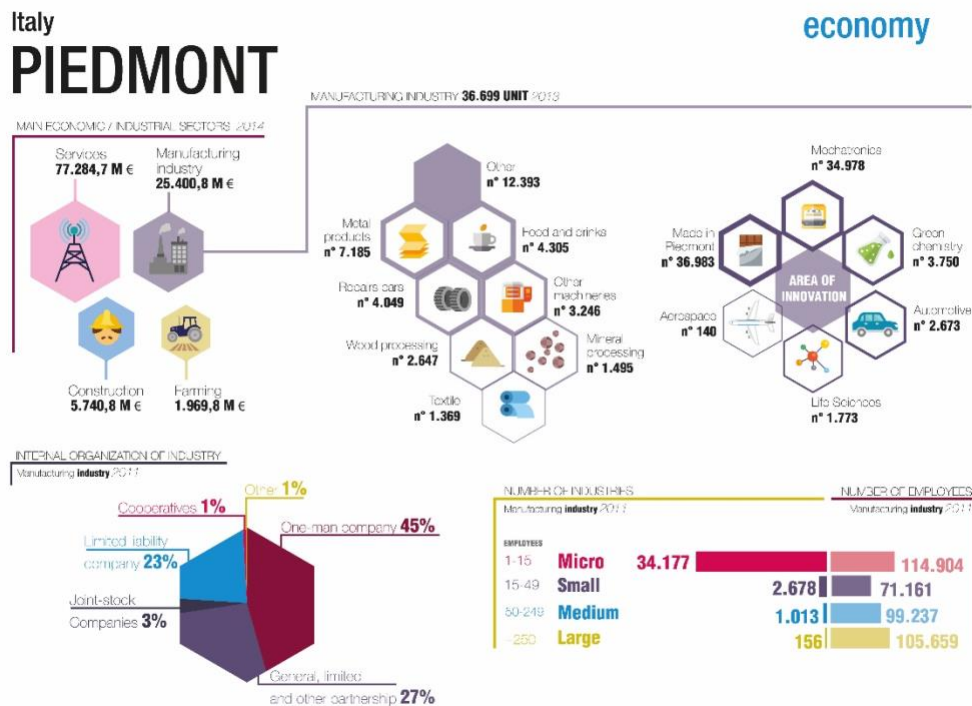 Italy
PIEDMONT
economy
MANUFACTURING INDUSTRY 36.699 UNIT 2013
MAIN ECONOMIC / INDUSTRIAL SECTORS 2014
Services
77.284,7 M €
Manufacturing
industry
25.400,8 M €
Construction
5.740,8 M €
Farming
1.969,8 M €
Other
n° 12.393
Metal
products
n° 7.185
Food and drinks
n° 4.305
Repairs cars
n° 4.049
Other
machineries
n° 3.246
Wood processing
n° 2.647
Mineral
processing
n° 1.495
Textile
n° 1.369
Mechatronics
n° 34.978
Made in
Piedmont
n° 36.983
Green
chemistry
n° 3.750
AREA OF
INNOVATION
Aerospace
n° 140
Automotive
n° 2.673
Life Sciences
n° 1.773
INTERNAL ORGANIZATION OF INDUSTRY
Manufacturing industry 2011
Other 1%
Cooperatives 1%
One-man company 45%
Limited liability
company 23%
Joint-stock
Companies 3%
General, limited
and other partnership 27%
NUMBER OF INDUSTRIES
Manufacturing industry 2011
NUMBER OF EMPLOYEES
Manufacturing industry 2011
EMPLOYEES
1-15 Micro 34.177 114.904
15-49 Small 2.678 71.161
50-249 Medium 1.013 99.237
Large 156 105.659